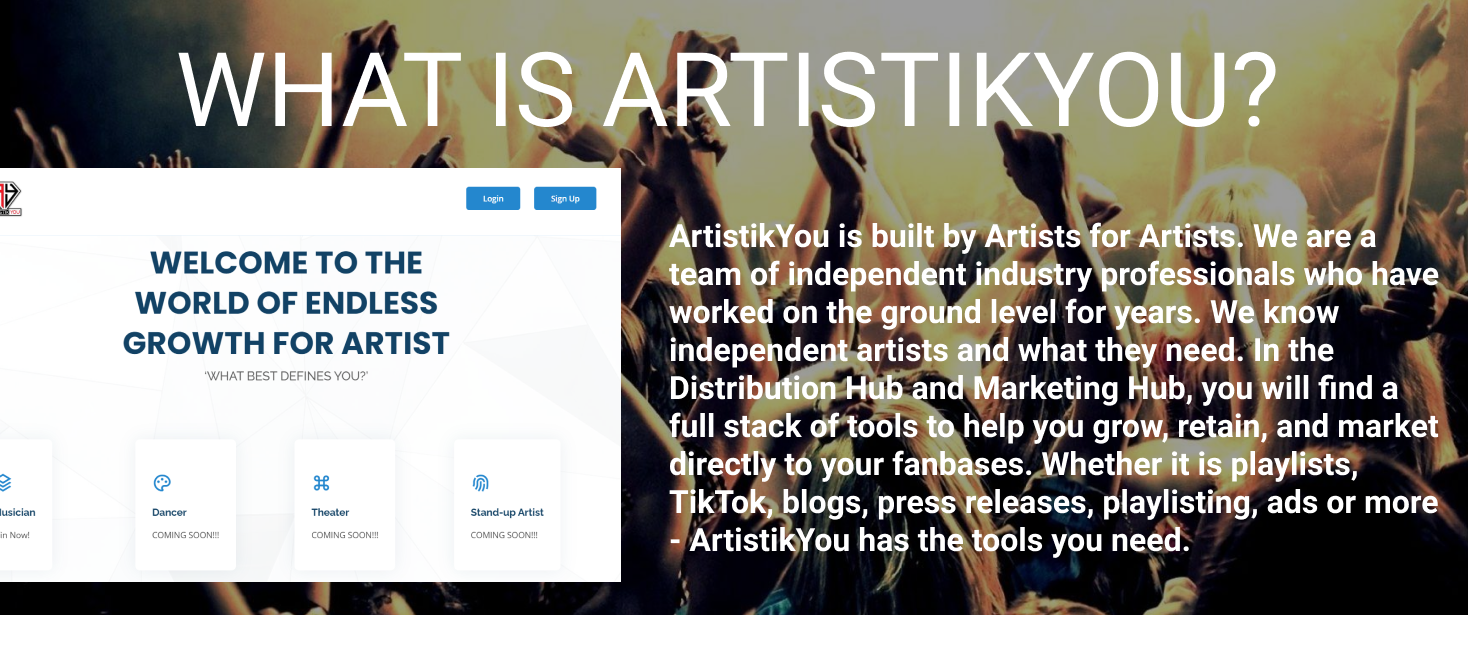 WHAT IS ARTISTIKYOU?
Login
Sign Up
WELCOME TO THE
WORLD OF ENDLESS
GROWTH FOR ARTIST
'WHAT BEST DEFINES YOU?'
Dancer
COMING SOON!!!
Theater
COMING SOON!!!
Stand-up Artist
COMING SOON!!!
usician
in Now!
ArtistikYou is built by Artists for Artists. We are a
team of independent industry professionals who have
worked on the ground level for years. We know
independent artists and what they need. In the
Distribution Hub and Marketing Hub, you will find a
full stack of tools to help you grow, retain, and market
directly to your fanbases. Whether it is playlists,
TikTok, blogs, press releases, playlisting, ads or more
- ArtistikYou has the tools you need.